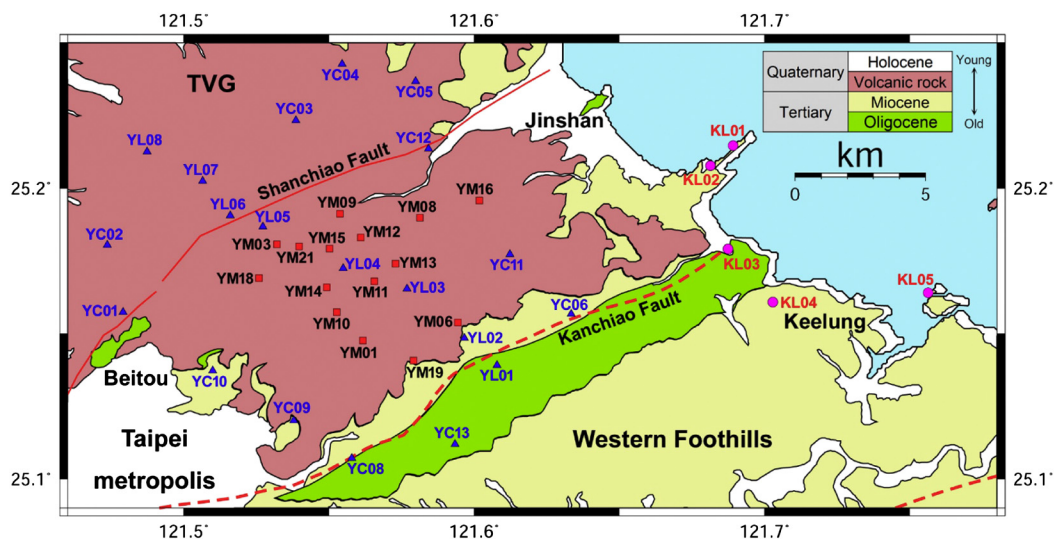 121.5° 121.6° 121.7°
YC04
TVG
YC05
Holocene
Young
Quaternary
Volcanic rock
Tertiary
Miocene
Oligocene
Old
YC03
Jinshan
YL08
YC12
KL01
km
0 5
25.2° 25.2°
YL07
Shanchiao Fault
KL02
YM16
YL06
YM09
YM08
YL05
YC02
YM12
YM03
YM15
YM21
YL04
YM13
YC11
KL03
YM18
YM14
YM11
YL03
KL05
YC01
YC06
KL04
YM10
YM06
Kanchiao Fault
Keelung
YL02
YM01
YM19
YL01
Beitou
YC10
YC09
YC13
Taipei
metropolis
Western Foothills
YC08
25.1° 25.1°
121.5° 121.6° 121.7°